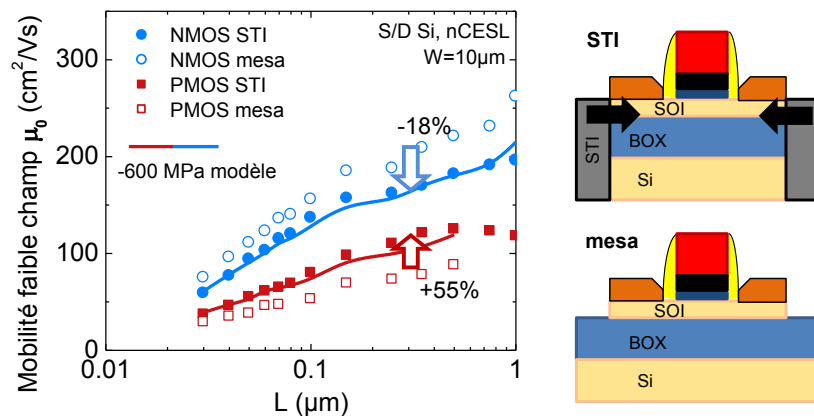 Mobilité faible champ μ0 (cm2/Vs)
300
200
100
0
0.01
0.1
1
L (μm)
NMOS STI
NMOS mesa
PMOS STI
PMOS mesa
-600 MPa modèle
S/D Si, nCESL
W=10μm
-18%
+55%
STI
SOI
STI
BOX
Si
mesa
SOI
BOX
Si